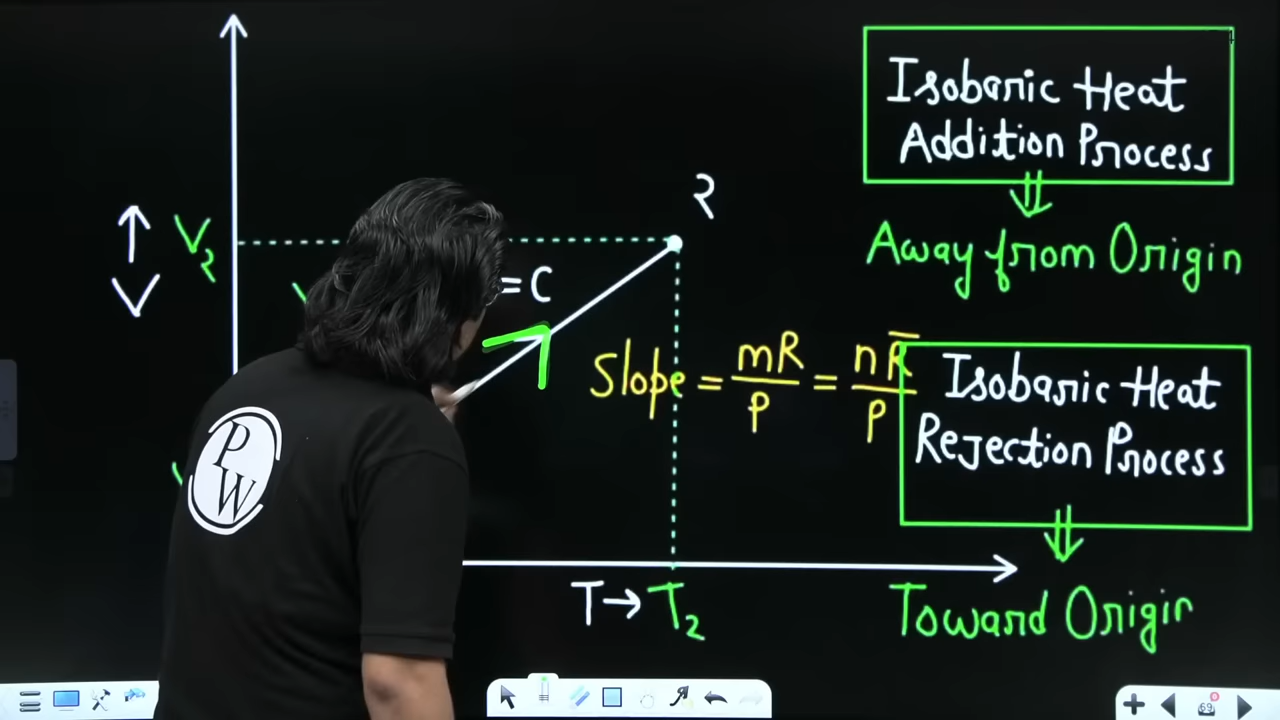 Isobaric Heat
Addition Process
Away from Origin
2
V2
V
= C
Slope = mR/P = nR̅/P
Isobaric Heat
Rejection Process
Toward Origin
T → T2
PW
69